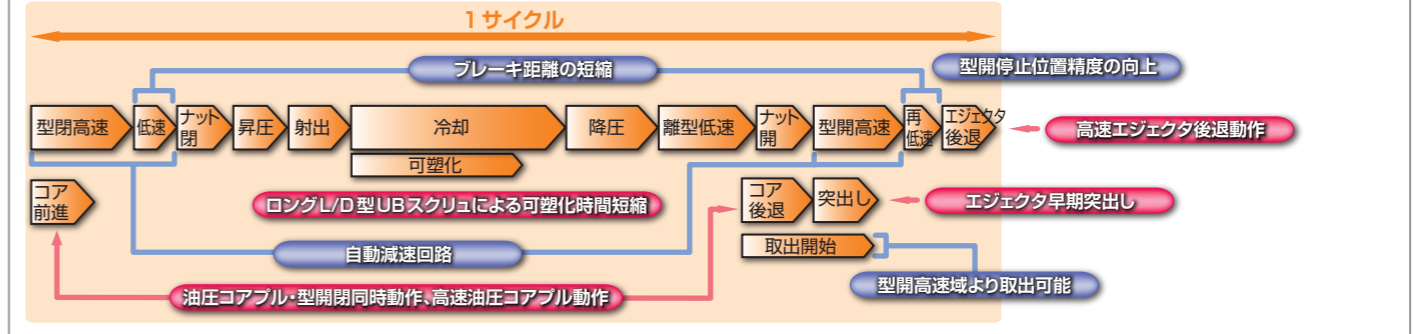 1サイクル
ブレーキ距離の短縮
型開停止位置精度の向上
型閉高速
低速
ナット
閉
昇圧
射出
冷却
降圧
離型低速
ナット
開
型開高速
再
低速
エジェクタ
後退
高速エジェクタ後退動作
可塑化
コア
前進
ロングL/D型UBスクリュによる可塑化時間短縮
コア
後退
突出し
エジェクタ早期突出し
自動減速回路
取出開始
型開高速域より取出可能
油圧コアプル・型開閉同時動作、高速油圧コアプル動作